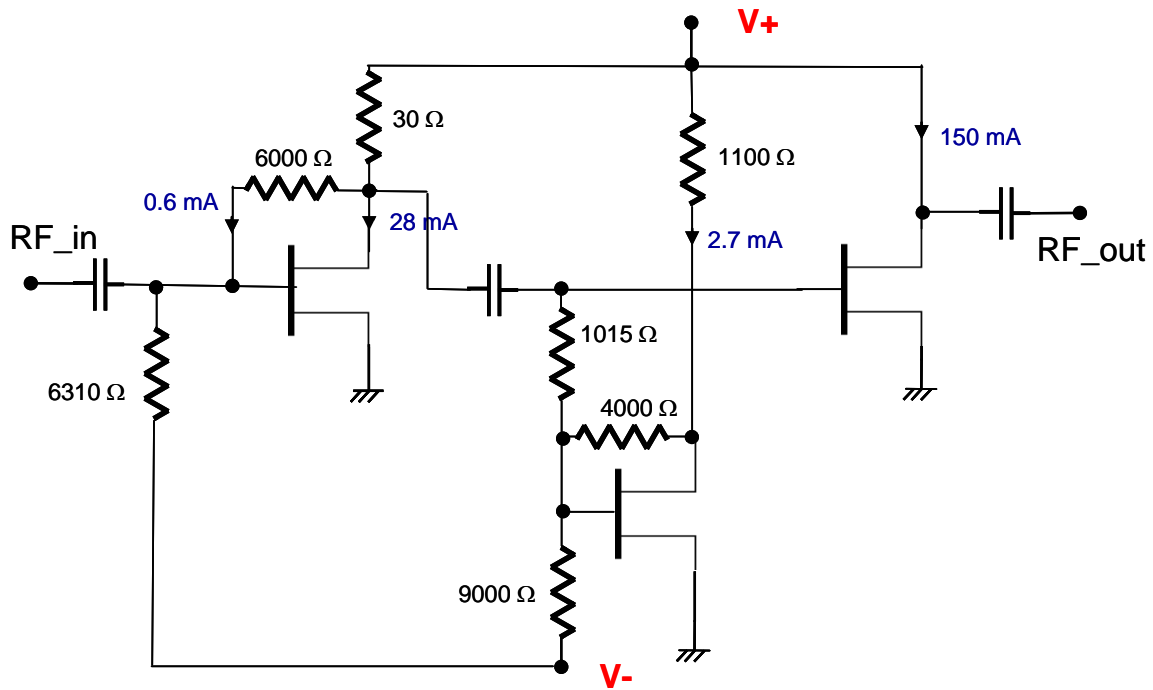 V+
30 Ω
6000 Ω
1100 Ω
150 mA
0.6 mA
28 mA
2.7 mA
RF_in
RF_out
1015 Ω
6310 Ω
4000 Ω
9000 Ω
V-